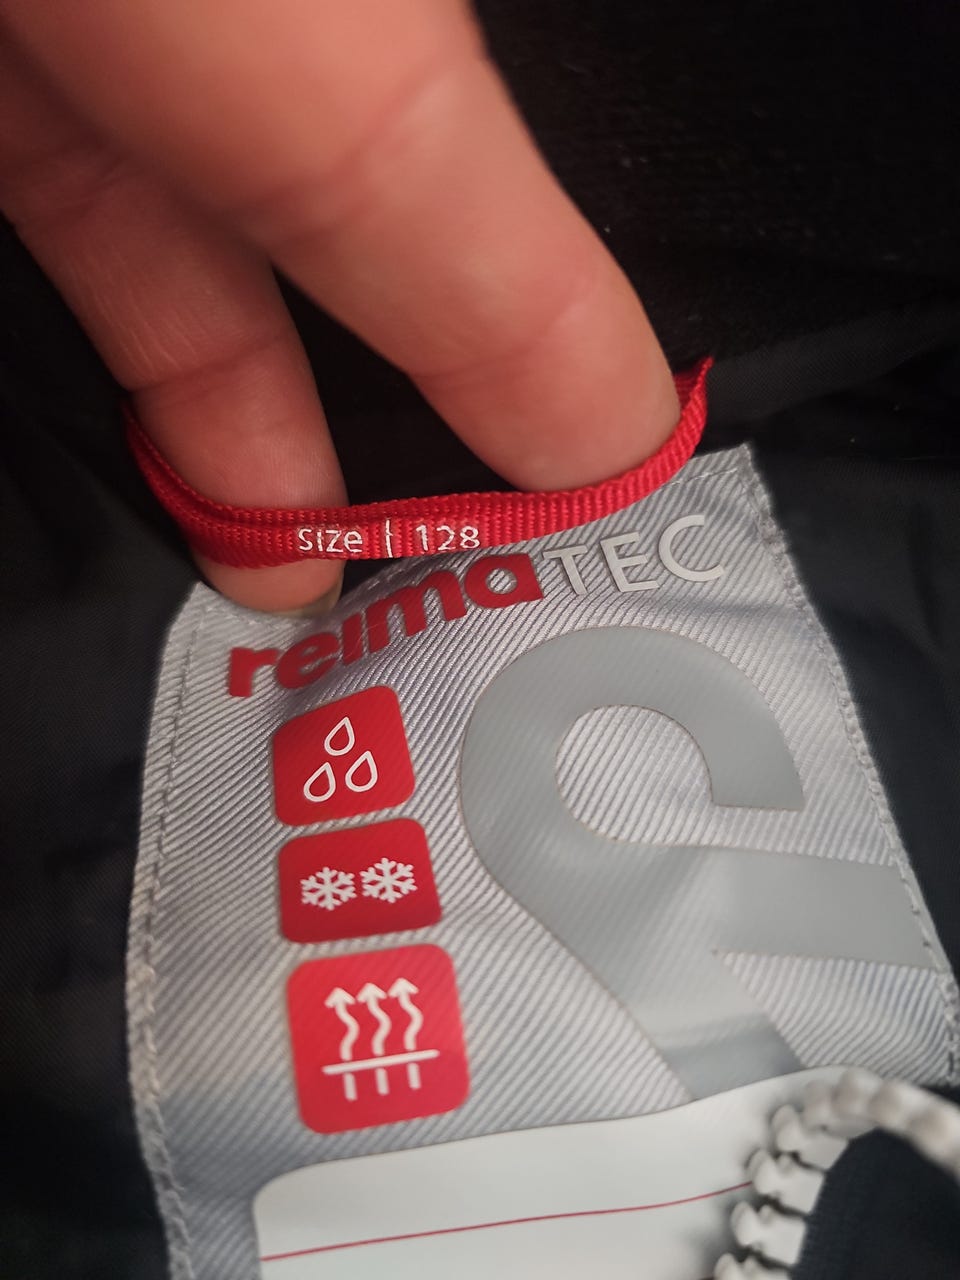 size | 128
reimaTEC